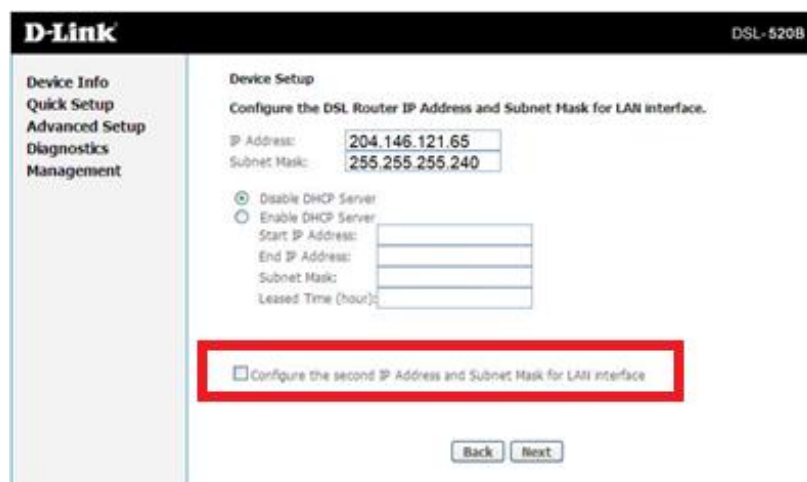 D-Link
DSL-520B
Device Info
Quick Setup
Advanced Setup
Diagnostics
Management
Device Setup
Configure the DSL Router IP Address and Subnet Mask for LAN interface.
IP Address: 204.146.121.65
Subnet Mask: 255.255.255.240
Disable DHCP Server
Enable DHCP Server
Start IP Address:
End IP Address:
Subnet Mask:
Leased Time (hour):
Configure the second IP Address and Subnet Mask for LAN interface
Back Next